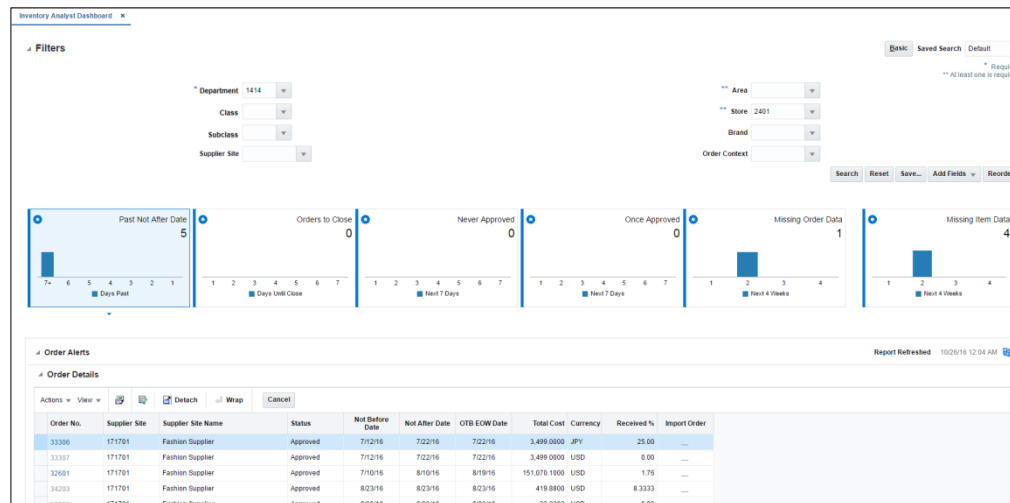 Inventory Analyst Dashboard ×
Filters
Basic Saved Search Default
* Requi
** At least one is requi
* Department 1414
** Area
Class
** Store 2401
Subclass
Brand
Supplier Site
Order Context
Search Reset Save... Add Fields Reorde
Past Not After Date
5
7+ 6 5 4 3 2 1
Days Past
Orders to Close
0
1 2 3 4 5 6 7
Days Until Close
Never Approved
0
1 2 3 4 5 6 7
Next 7 Days
Once Approved
0
1 2 3 4 5 6 7
Next 7 Days
Missing Order Data
1
1 2 3 4
Next 4 Weeks
Missing Item Data
4
1 2 3 4
Next 4 Weeks
Order Alerts
Report Refreshed 10/26/16 12:04 AM
Order Details
Actions View Detach Wrap Cancel
Order No. Supplier Site Supplier Site Name Status Not Before Date Not After Date OTB EOW Date Total Cost Currency Received % Import Order
33386 171701 Fashion Supplier Approved 7/12/16 7/22/16 7/22/16 3,499.0000 JPY 25.00 ...
33387 171701 Fashion Supplier Approved 7/12/16 7/22/16 7/22/16 3,499.0000 USD 0.00 ...
32601 171701 Fashion Supplier Approved 7/10/16 8/10/16 8/19/16 151,070.1000 USD 1.76 ...
34203 171701 Fashion Supplier Approved 8/23/16 8/23/16 8/23/16 419.8800 USD 8.3333 ...